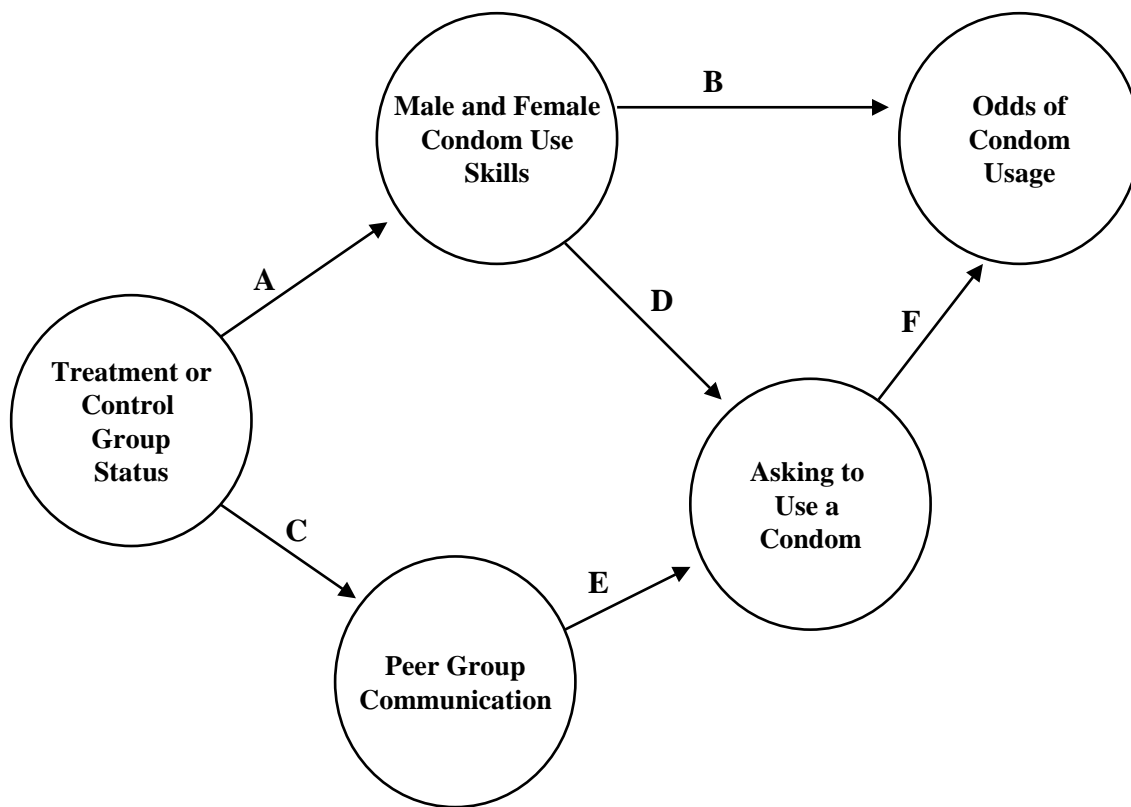 Male and Female
Condom Use
Skills
B
Odds of
Condom
Usage
A
D
F
Treatment or
Control
Group
Status
Asking to
Use a
Condom
C
E
Peer Group
Communication